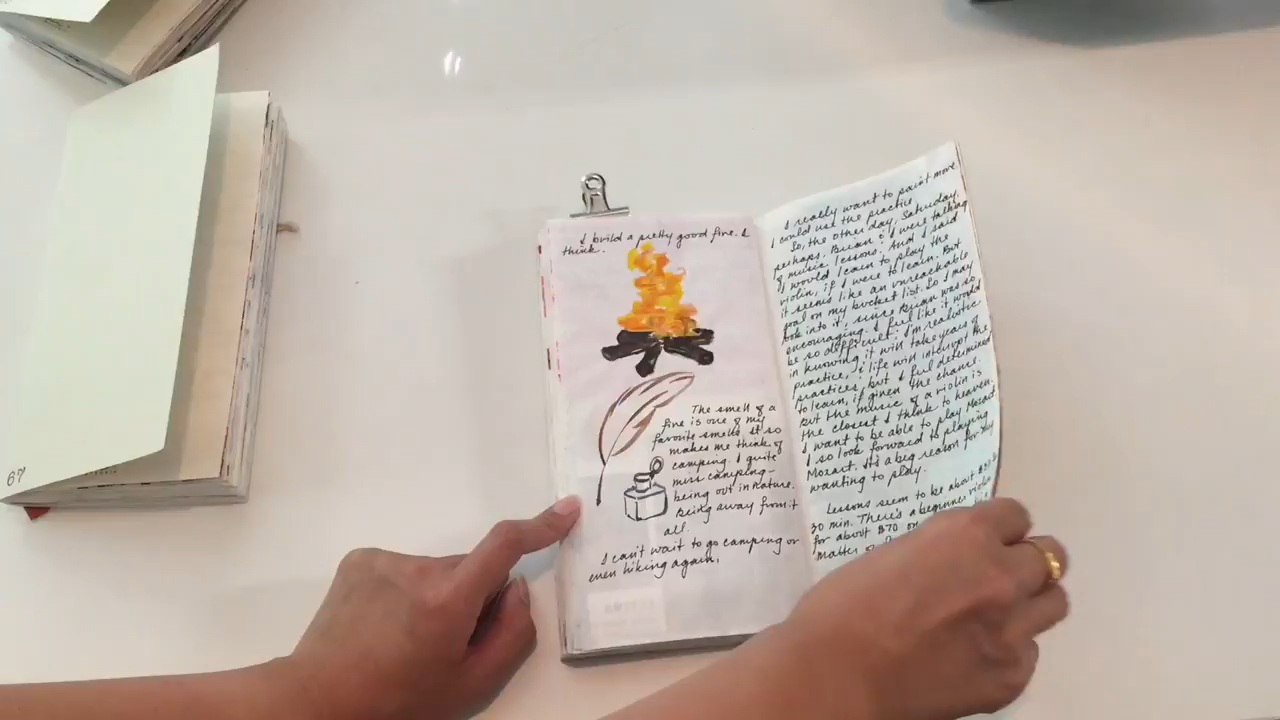 67
I build a pretty good fire. I
think.
The smell of a
fire is one of my
favorite smells. It so
makes me think of
camping. I quite
miss camping-
being out in nature.
Being away from it
all.
I can't wait to go camping or
even hiking again.
I really want to paint more
I could use the practice
So, the other day, Saturday,
perhaps. Brian & I were talking
of music lessons. And I said
I would learn to play the
violin, if I were to learn. But
it seems like an unreachable
goal on my bucket list. So I may
look into it, since Brian was so
encouraging. I feel like it would
be so difficult. I'm realistic
in knowing it will take years
practice, & life will interrupt the
practices, but I feel determined
to learn, if given the chance.
But the music of a violin is
the closest I think to heaven.
I want to be able to play Mozart
I so look forward to playing
Mozart. It's a big reason for my
wanting to play.
Lessons seem to be about
30 min. There's a beginner violin
for about $70 on
matter of